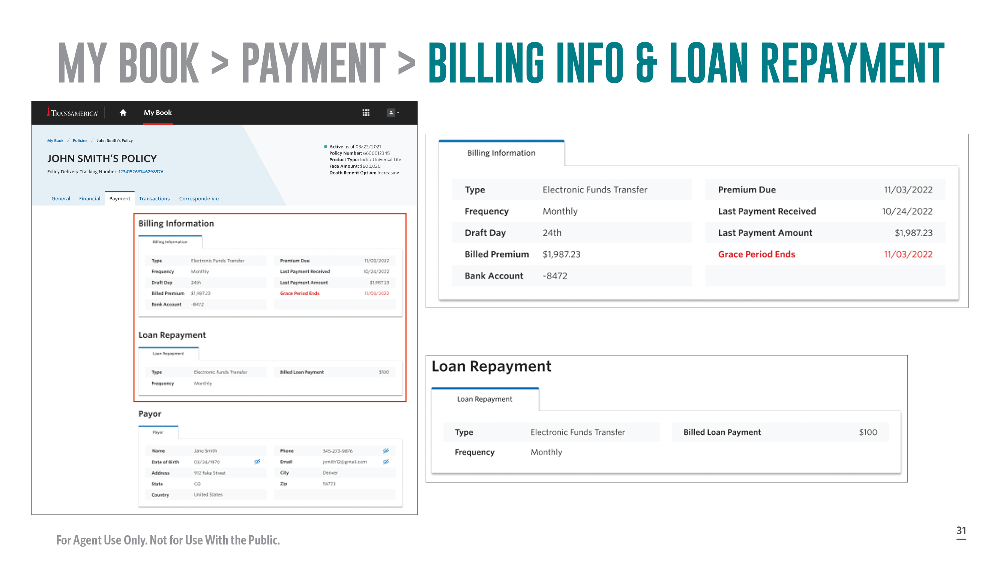 MY BOOK > PAYMENT > BILLING INFO & LOAN REPAYMENT
TRANSAMERICA
My Book
My Book / Policies / John Smith's Policy
JOHN SMITH'S POLICY
Policy Delivery Tracking Number: 123415263746298976
Active as of 03/22/2021
Policy Number: 6600012345
Product Type: Index Universal Life
Face Amount: $600,020
Death Benefit Option: Increasing
General Financial Payment Transactions Correspondence
Billing Information
Billing Information
Type Electronic Funds Transfer Premium Due 11/03/2022
Frequency Monthly Last Payment Received 10/24/2022
Draft Day 24th Last Payment Amount $1,987.23
Billed Premium $1,987.23 Grace Period Ends 11/03/2022
Bank Account -8472
Loan Repayment
Loan Repayment
Type Electronic Funds Transfer Billed Loan Payment $100
Frequency Monthly
Payor
Payor
Name Jane Smith Phone 345-273-9876
Date of Birth 03/24/1970 Email jsmith12@gmail.com
Address 912 Fake Street City Denver
State CO Zip 56723
Country United States
Billing Information
Type Electronic Funds Transfer Premium Due 11/03/2022
Frequency Monthly Last Payment Received 10/24/2022
Draft Day 24th Last Payment Amount $1,987.23
Billed Premium $1,987.23 Grace Period Ends 11/03/2022
Bank Account -8472
Loan Repayment
Loan Repayment
Type Electronic Funds Transfer Billed Loan Payment $100
Frequency Monthly
For Agent Use Only. Not for Use With the Public.
31